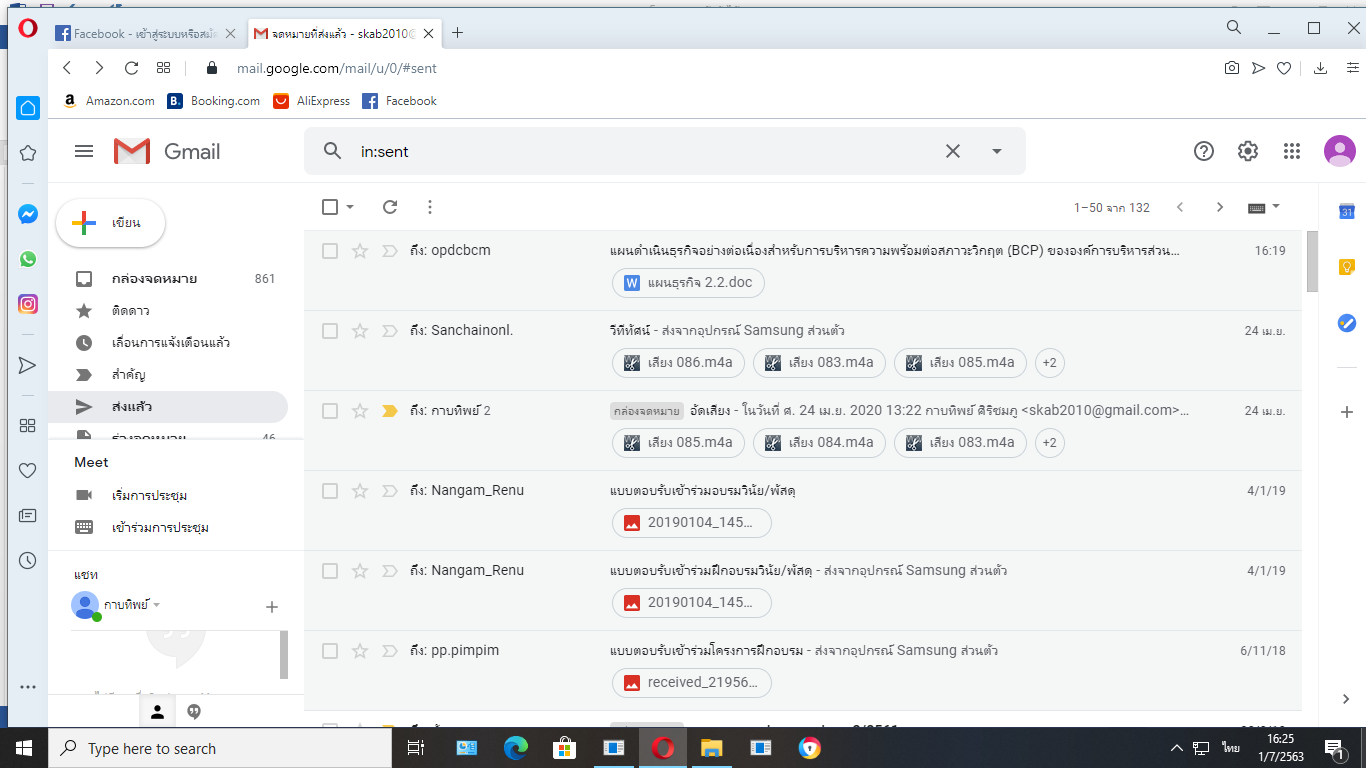 Facebook - เข้าสู่ระบบหรือสมัค
จดหมายที่ส่งแล้ว - skab2010@
mail.google.com/mail/u/0/#sent
Amazon.com
Booking.com
AliExpress
Facebook
Gmail
in:sent
เขียน
1–50 จาก 132
กล่องจดหมาย 861
ติดดาว
เลื่อนการแจ้งเตือนแล้ว
สำคัญ
ส่งแล้ว
ร่างจดหมาย 46
Meet
เริ่มการประชุม
เข้าร่วมการประชุม
แชท
กาบทิพย์
ถึง: opdcbcm
แผนดำเนินธุรกิจอย่างต่อเนื่องสำหรับการบริหารความพร้อมต่อสภาวะวิกฤต (BCP) ขององค์การบริหารส่วน...
16:19
แผนธุรกิจ 2.2.doc
ถึง: Sanchainonl.
วีทีทัศน์ - ส่งจากอุปกรณ์ Samsung ส่วนตัว
24 เม.ย.
เสียง 086.m4a
เสียง 083.m4a
เสียง 085.m4a
+2
ถึง: กาบทิพย์ 2
กล่องจดหมาย อัดเสียง - ในวันที่ ศ. 24 เม.ย. 2020 13:22 กาบทิพย์ ศิริชมภู <skab2010@gmail.com>...
24 เม.ย.
เสียง 085.m4a
เสียง 084.m4a
เสียง 083.m4a
+2
ถึง: Nangam_Renu
แบบตอบรับเข้าร่วมอบรมวินัย/พัสดุ
4/1/19
20190104_145...
ถึง: Nangam_Renu
แบบตอบรับเข้าร่วมฝึกอบรมวินัย/พัสดุ - ส่งจากอุปกรณ์ Samsung ส่วนตัว
4/1/19
20190104_145...
ถึง: pp.pimpim
แบบตอบรับเข้าร่วมโครงการฝึกอบรม - ส่งจากอุปกรณ์ Samsung ส่วนตัว
6/11/18
received_21956...
Type here to search
ไทย
16:25
1/7/2563
1